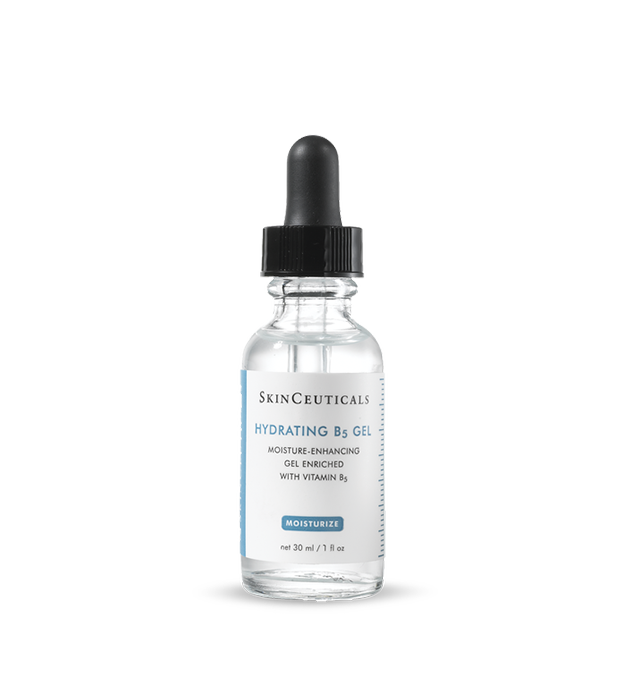 SKINCEUTICALS
HYDRATING B5 GEL
MOISTURE-ENHANCING
GEL ENRICHED
WITH VITAMIN B5
MOISTURIZE
net 30 ml / 1 fl oz